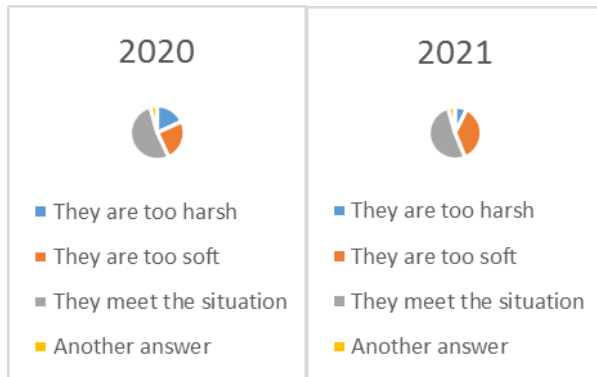 2020
They are too harsh
They are too soft
They meet the situation
Another answer
2021
They are too harsh
They are too soft
They meet the situation
Another answer